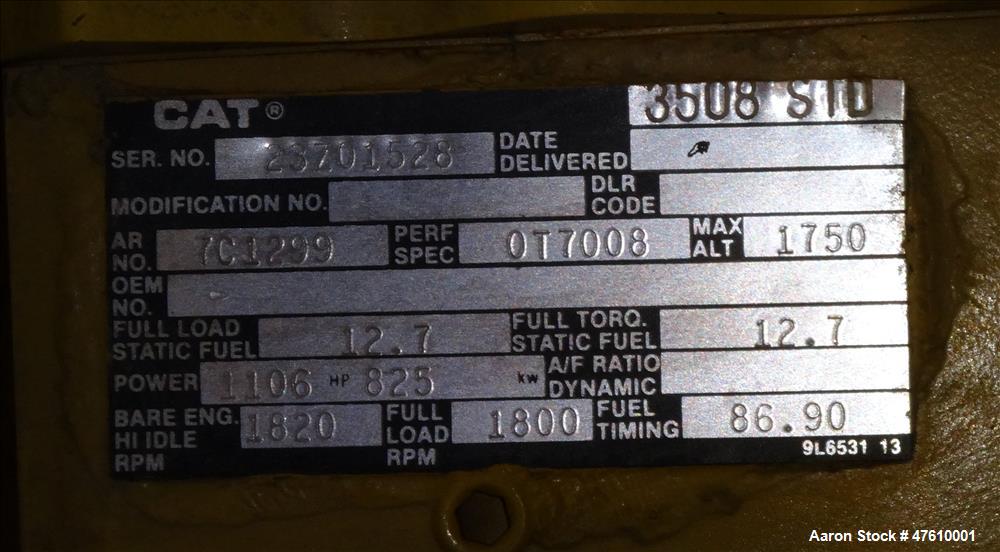 CAT® 3508 STD
SER. NO. 23Z01528 DATE DELIVERED
MODIFICATION NO. DLR CODE
AR NO. 7C1299 PERF SPEC 0T7008 MAX ALT 1750
OEM NO.
FULL LOAD STATIC FUEL 12.7 FULL TORQ. STATIC FUEL 12.7
POWER 1106 HP 825 KW A/F RATIO DYNAMIC
BARE ENG. HI IDLE RPM 1820 FULL LOAD RPM 1800 FUEL TIMING 86.90
9L6531 13
Aaron Stock # 47610001